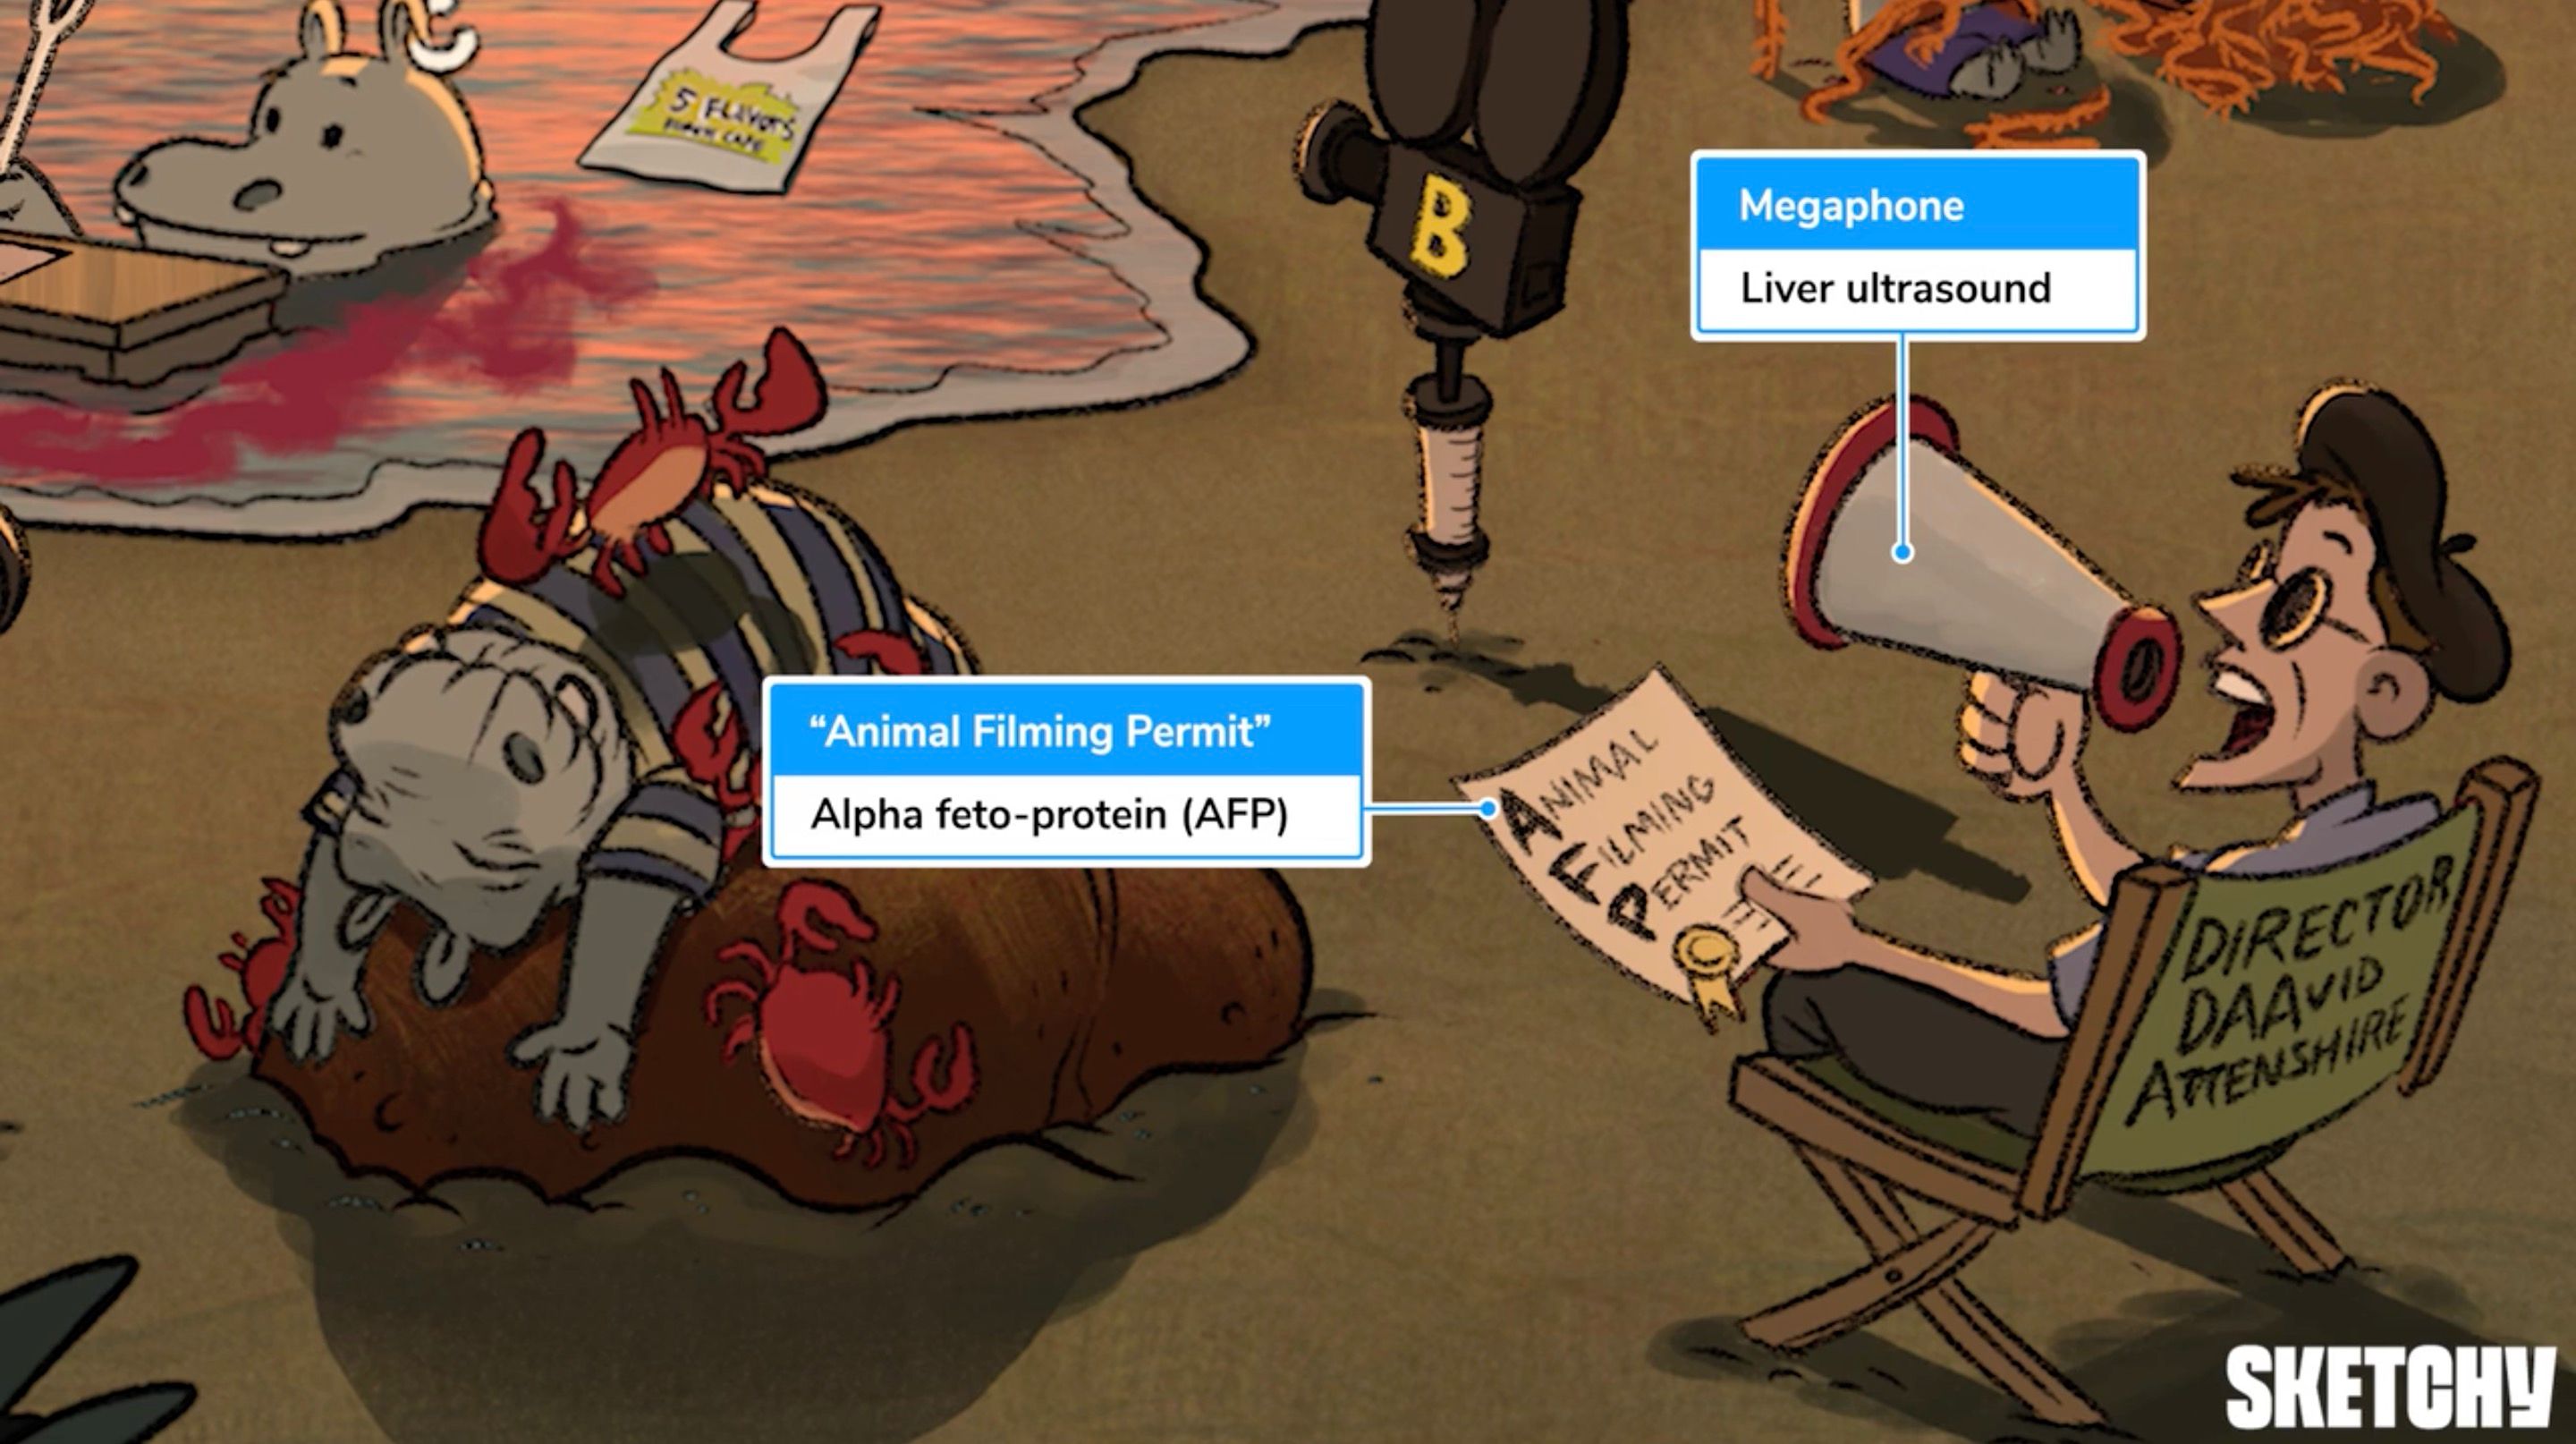 5 FLAVORS
B
Megaphone
Liver ultrasound
“Animal Filming Permit”
Alpha feto-protein (AFP)
ANIMAL
FILMING
PERMIT
DIRECTOR
DAAVID
ATTENSHIRE
SKETCHY